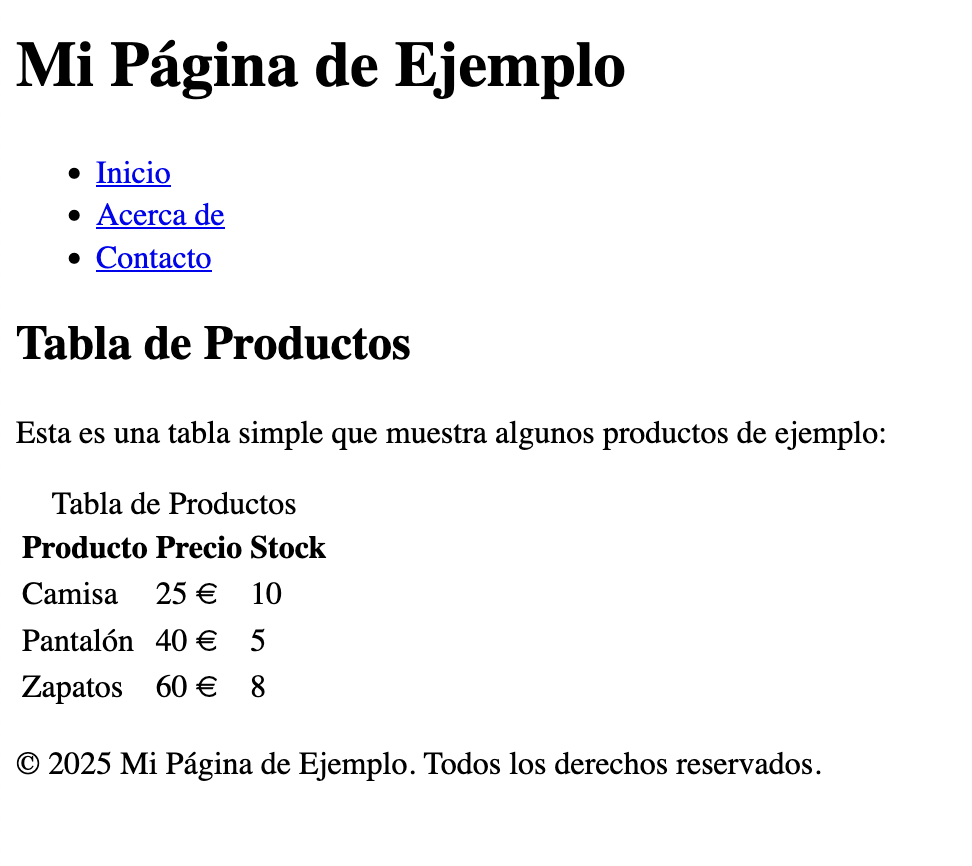 Mi Página de Ejemplo
Inicio
Acerca de
Contacto
Tabla de Productos
Esta es una tabla simple que muestra algunos productos de ejemplo:
Tabla de Productos
Producto Precio Stock
Camisa 25 € 10
Pantalón 40 € 5
Zapatos 60 € 8
© 2025 Mi Página de Ejemplo. Todos los derechos reservados.